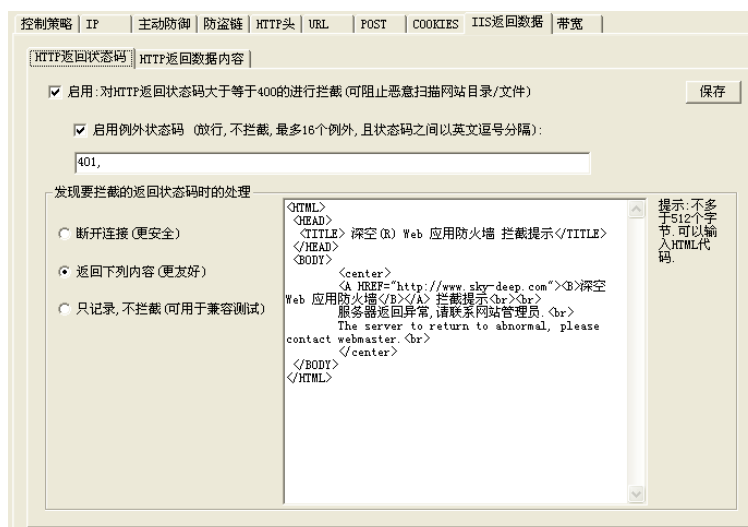 控制策略 IP 主动防御 防盗链 HTTP头 URL POST COOKIES IIS返回数据 带宽
HTTP返回状态码 HTTP返回数据内容
启用:对HTTP返回状态码大于等于400的进行拦截(可阻止恶意扫描网站目录/文件)
保存
启用例外状态码 (放行,不拦截,最多16个例外,且状态码之间以英文逗号分隔):
401,
发现要拦截的返回状态码时的处理
断开连接(更安全)
返回下列内容(更友好)
只记录,不拦截(可用于兼容测试)
<HTML>
<HEAD>
<TITLE> 深空(R) Web 应用防火墙 拦截提示</TITLE>
</HEAD>
<BODY>
<center>
<A HREF="http://www.sky-deep.com"><B>深空
Web 应用防火墙</B></A> 拦截提示<br><br>
服务器返回异常,请联系网站管理员.<br>
The server to return to abnormal, please
contact webmaster.<br>
</center>
</BODY>
</HTML>
提示:不多
于512个字
节.可以输
入HTML代
码.